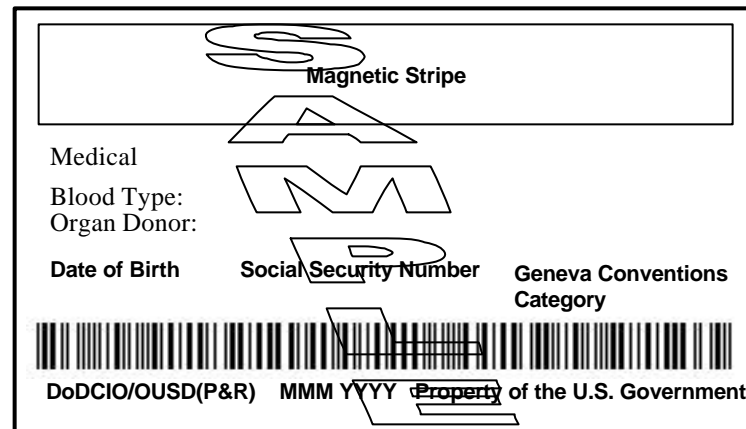 Magnetic Stripe
Medical
Blood Type:
Organ Donor:
Date of Birth Social Security Number Geneva Conventions
Category
DoDCIO/OUSD(P&R) MMM YYYY Property of the U.S. Government
SAMPLE